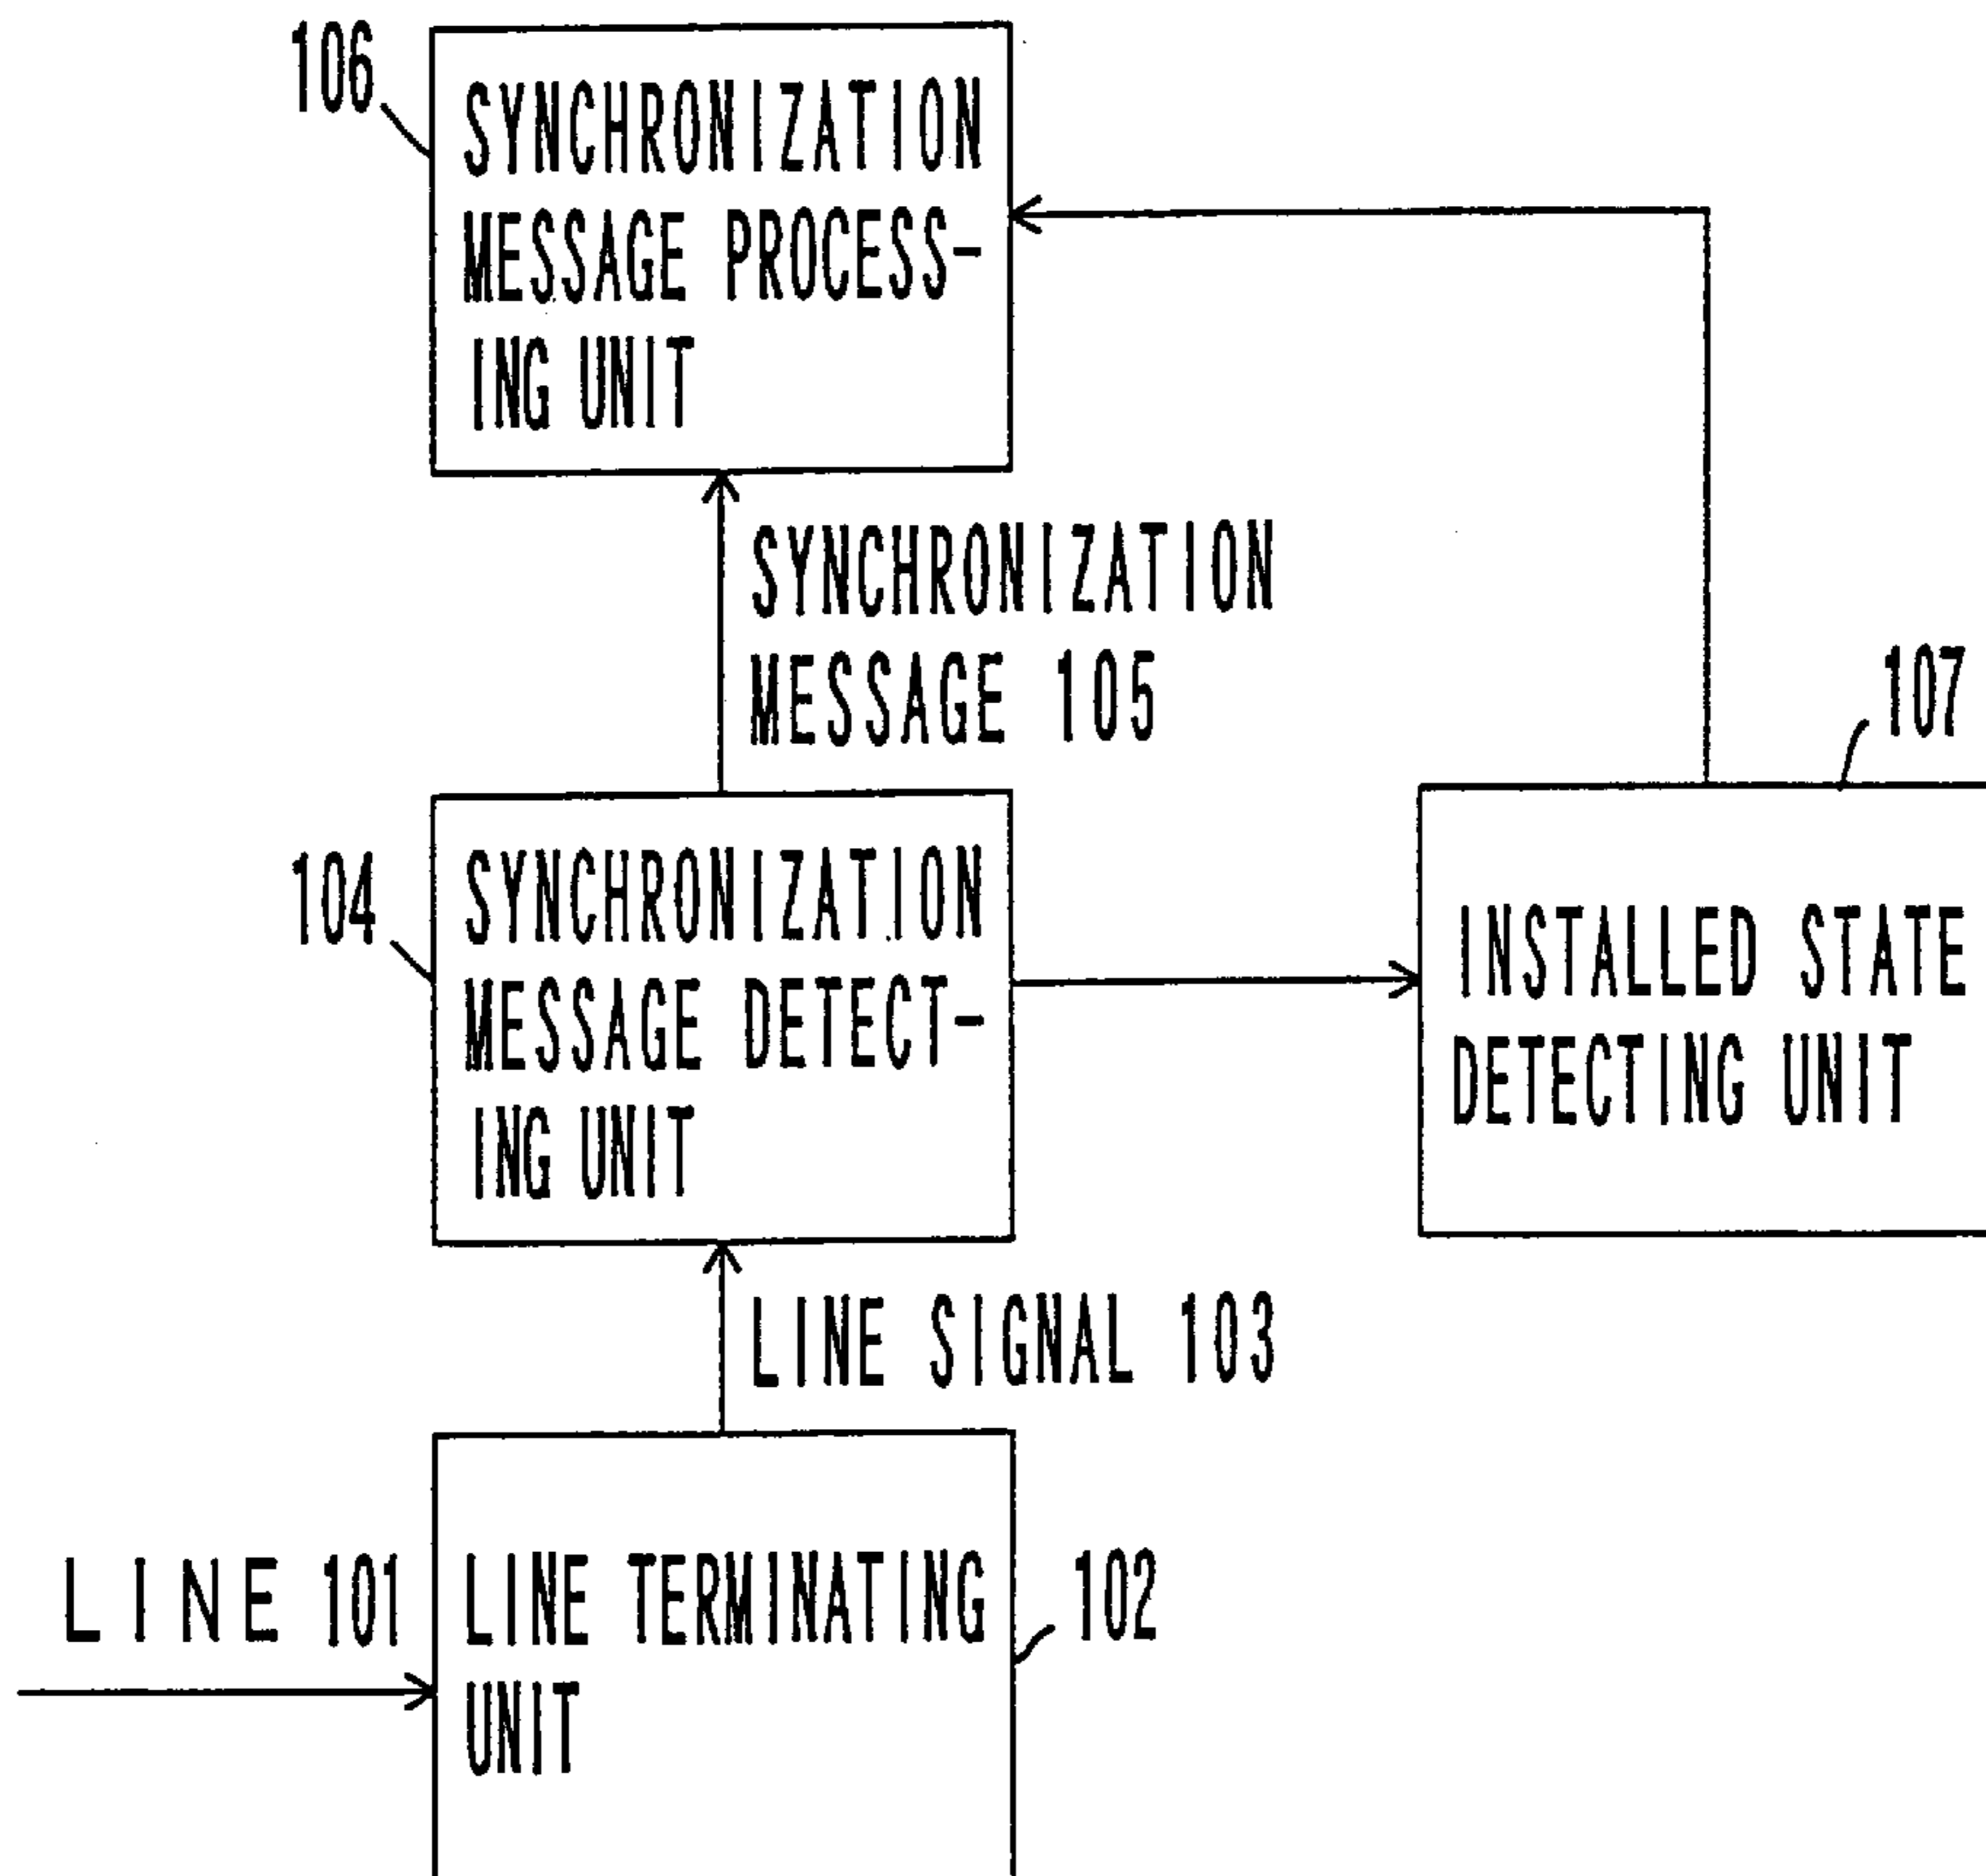 106
SYNCHRONIZATION
MESSAGE PROCESS-
ING UNIT
SYNCHRONIZATION
MESSAGE 105
107
104
SYNCHRONIZATION
MESSAGE DETECT-
ING UNIT
INSTALLED STATE
DETECTING UNIT
LINE SIGNAL 103
LINE 101
LINE TERMINATING
UNIT
102